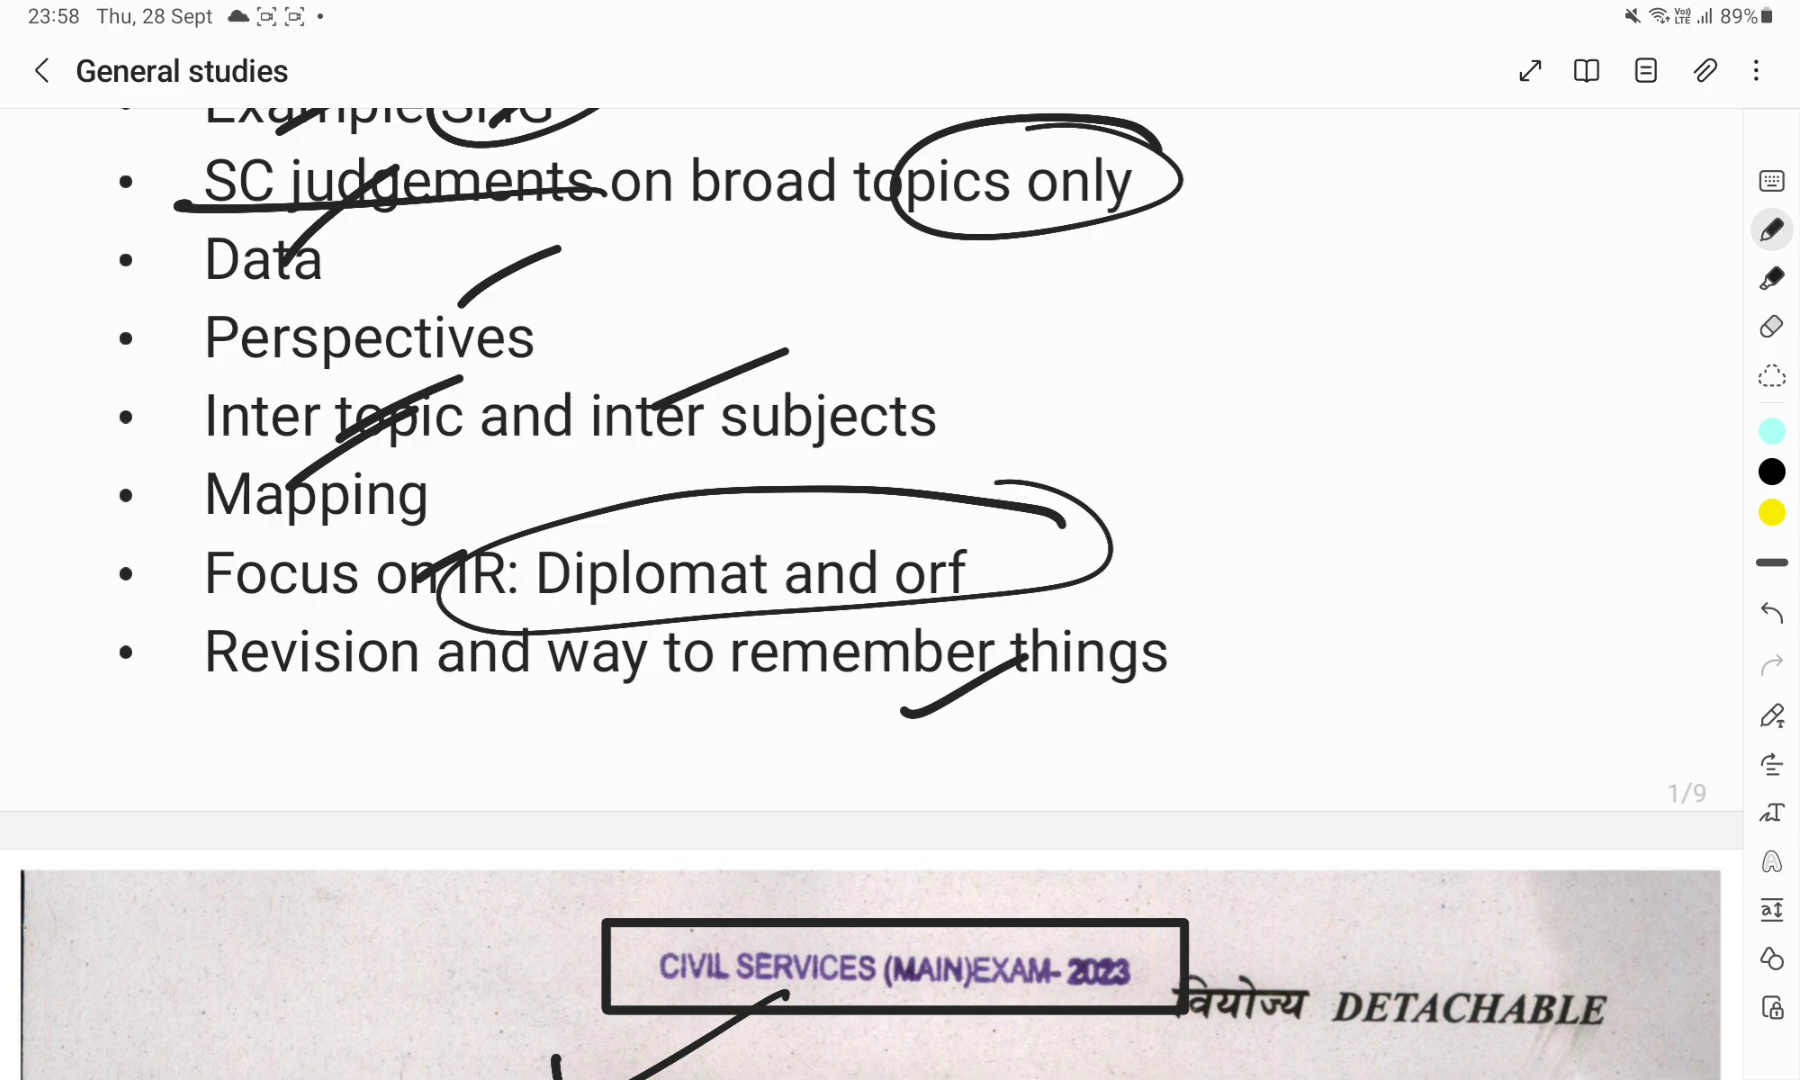 23:58 Thu, 28 Sept
89%
General studies
Example
SC judgements on broad topics only
Data
Perspectives
Inter topic and inter subjects
Mapping
Focus on IR: Diplomat and orf
Revision and way to remember things
1/9
CIVIL SERVICES (MAIN) EXAM- 2023
वियोज्य DETACHABLE